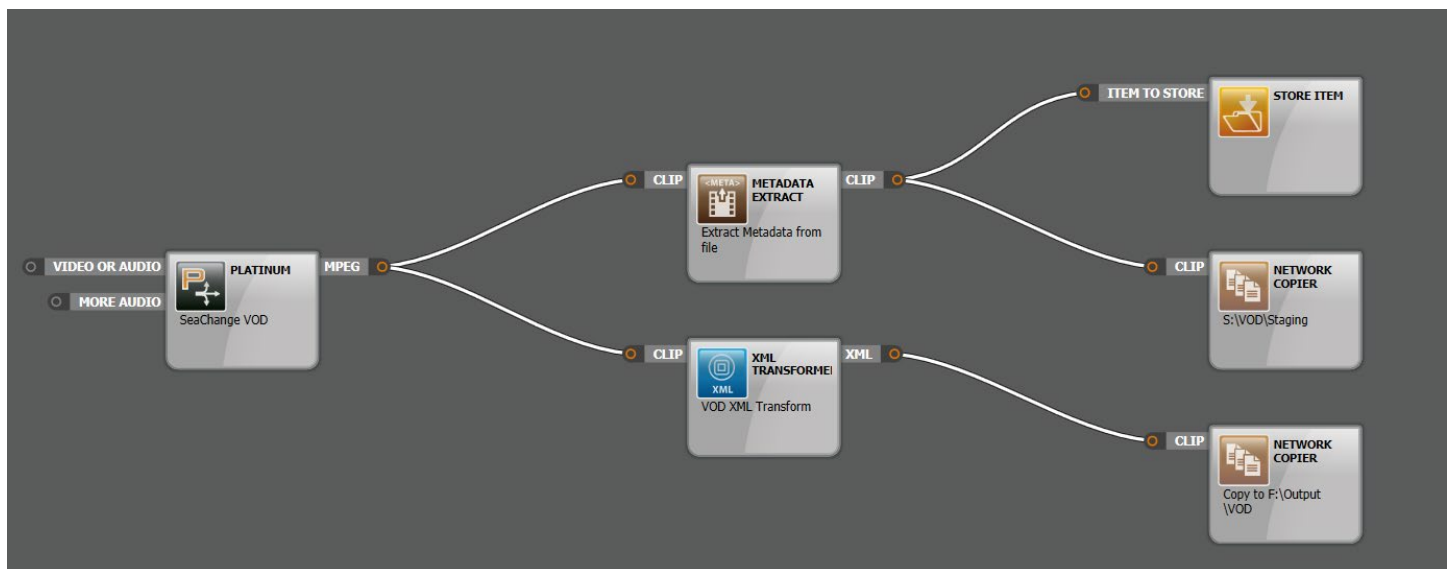 ITEM TO STORE
STORE ITEM
CLIP
<META>
METADATA
EXTRACT
Extract Metadata from
file
CLIP
VIDEO OR AUDIO
MORE AUDIO
P
PLATINUM
SeaChange VOD
MPEG
CLIP
NETWORK
COPIER
S:\VOD\Staging
CLIP
XML
XML
TRANSFORMER
VOD XML Transform
XML
CLIP
NETWORK
COPIER
Copy to F:\Output
\VOD